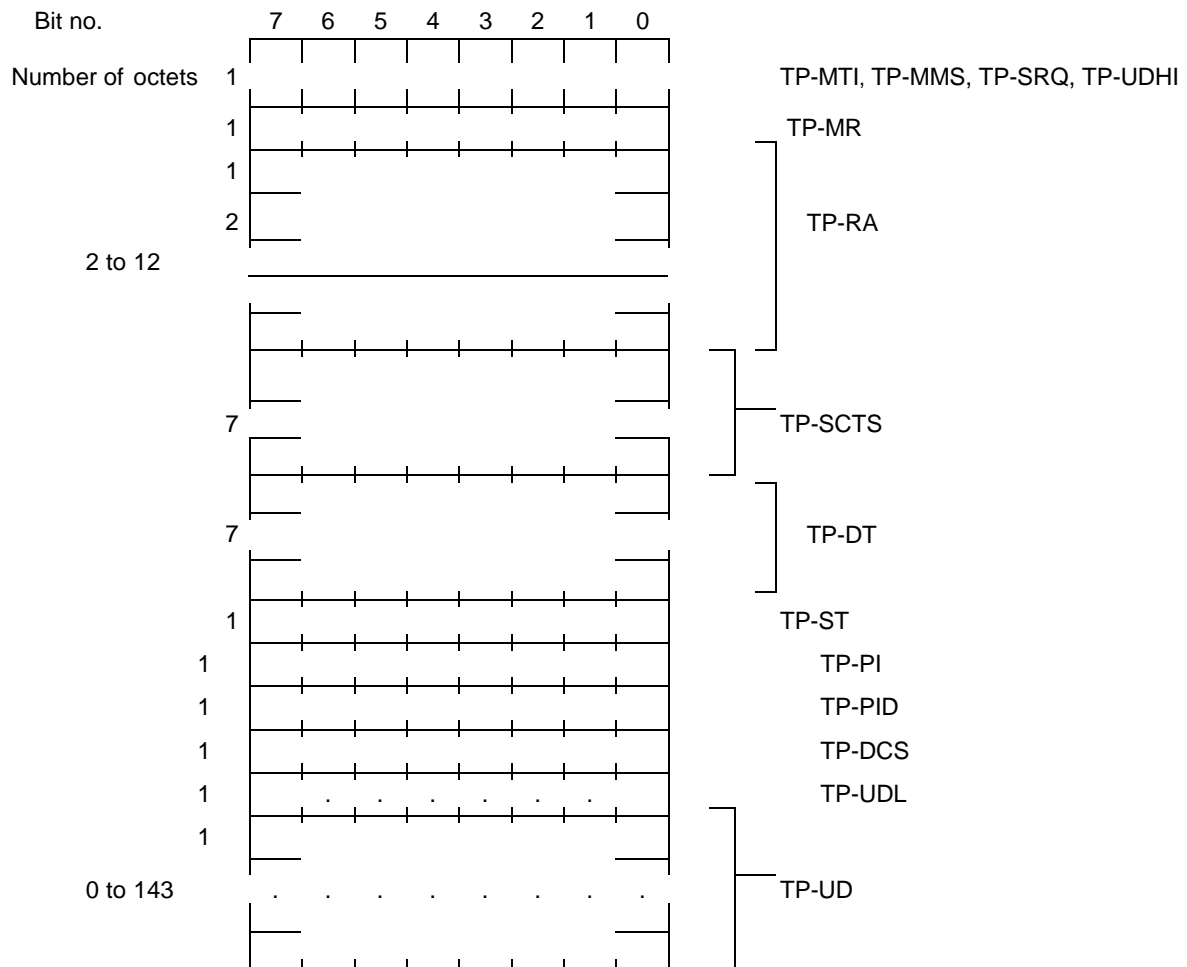 Bit no. 7 6 5 4 3 2 1 0
Number of octets 1 TP-MTI, TP-MMS, TP-SRQ, TP-UDHI
1 TP-MR
1
2 TP-RA
2 to 12
7 TP-SCTS
7 TP-DT
1 TP-ST
1 TP-PI
1 TP-PID
1 TP-DCS
1 . . . . . . TP-UDL
1
0 to 143 . . . . . . . . TP-UD